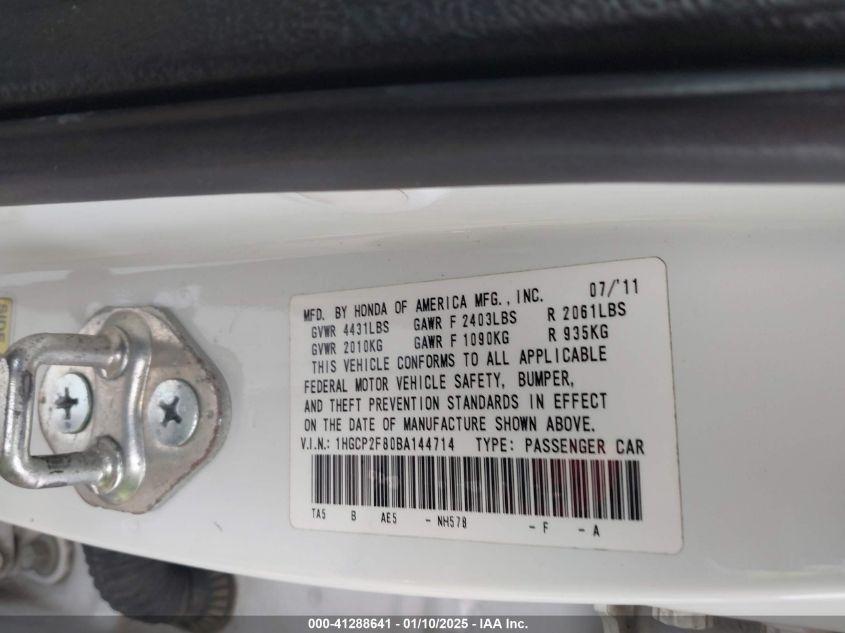 SIDE
MFD. BY HONDA OF AMERICA MFG., INC. 07/'11
GVWR 4431LBS GAWR F 2403LBS R 2061LBS
GVWR 2010KG GAWR F 1090KG R 935KG
THIS VEHICLE CONFORMS TO ALL APPLICABLE
FEDERAL MOTOR VEHICLE SAFETY, BUMPER,
AND THEFT PREVENTION STANDARDS IN EFFECT
ON THE DATE OF MANUFACTURE SHOWN ABOVE.
V.I.N.: 1HGCP2F80BA144714 TYPE: PASSENGER CAR
TA5 B AE5 - NH578 - F - A
000-41288641 - 01/10/2025 - IAA Inc.